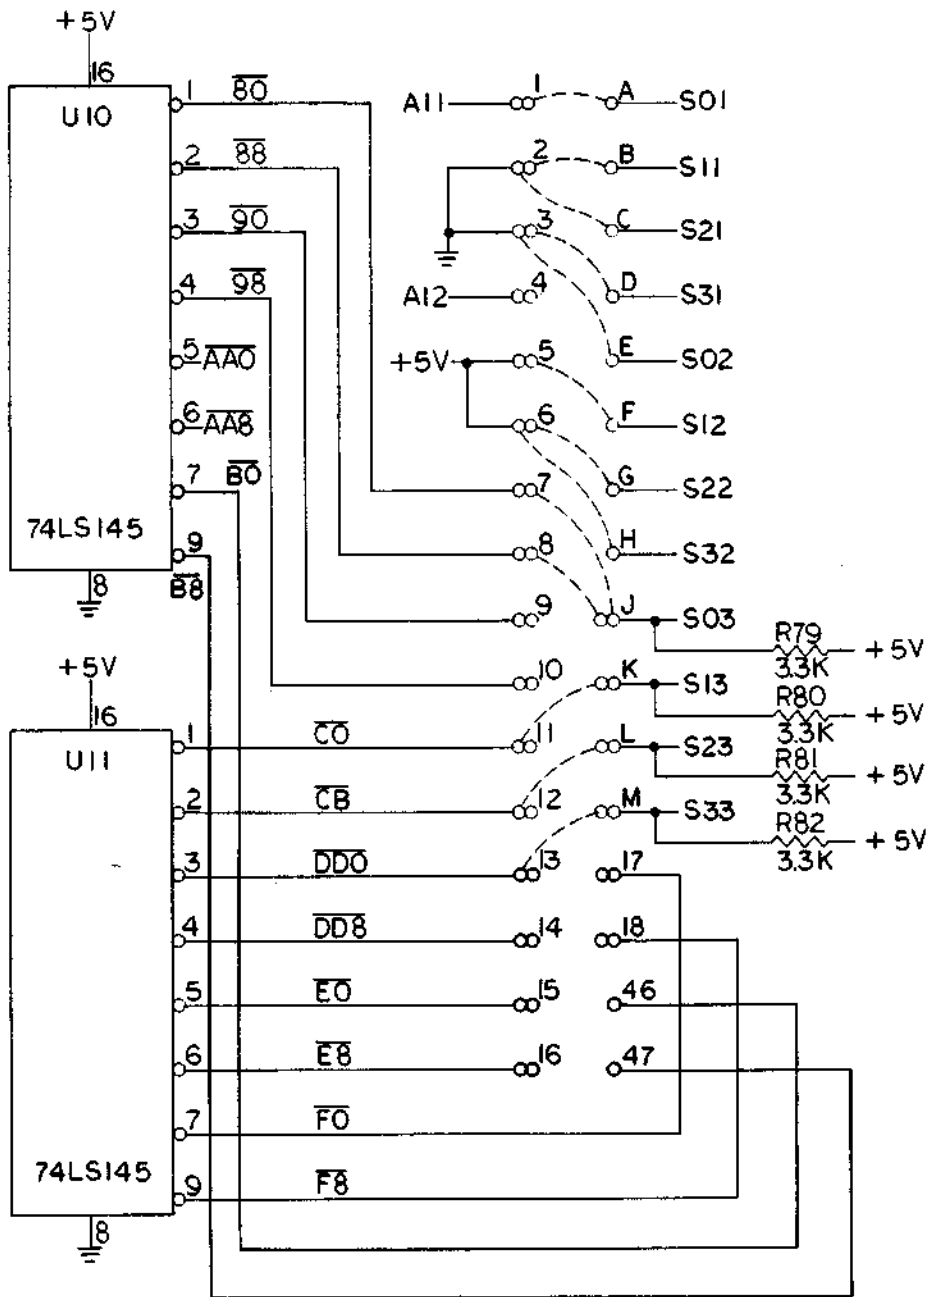 +5V
16
U10
1 80 A11 1 A S01
2 88 2 B S11
3 90 3 C S21
4 98 A12 4 D S31
5 AA0 +5V 5 E S02
6 AA8 6 F S12
7 B0 7 G S22
74LS145 9 8 H S32
8 B8 9 J S03
R79 +5V
3.3K
+5V 10 K S13
R80 +5V
3.3K
16
U11 1 C0 11 L S23
R81 +5V
3.3K
2 CB 12 M S33
R82 +5V
3.3K
3 DD0 13 17
4 DD8 14 18
5 E0 15 46
6 E8 16 47
7 F0
74LS145 9 F8
8